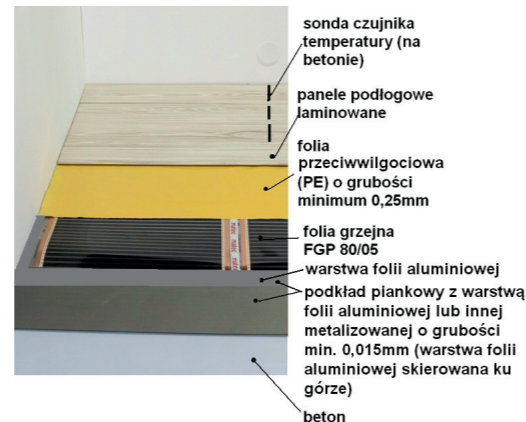 sonda czujnika
temperatury (na
betonie)
panele podłogowe
laminowane
folia
przeciwwilgociowa
(PE) o grubości
minimum 0,25mm
folia grzejna
FGP 80/05
warstwa folii aluminiowej
podkład piankowy z warstwą
folii aluminiowej lub innej
metalizowanej o grubości
min. 0,015mm (warstwa folii
aluminiowej skierowana ku
górze)
beton